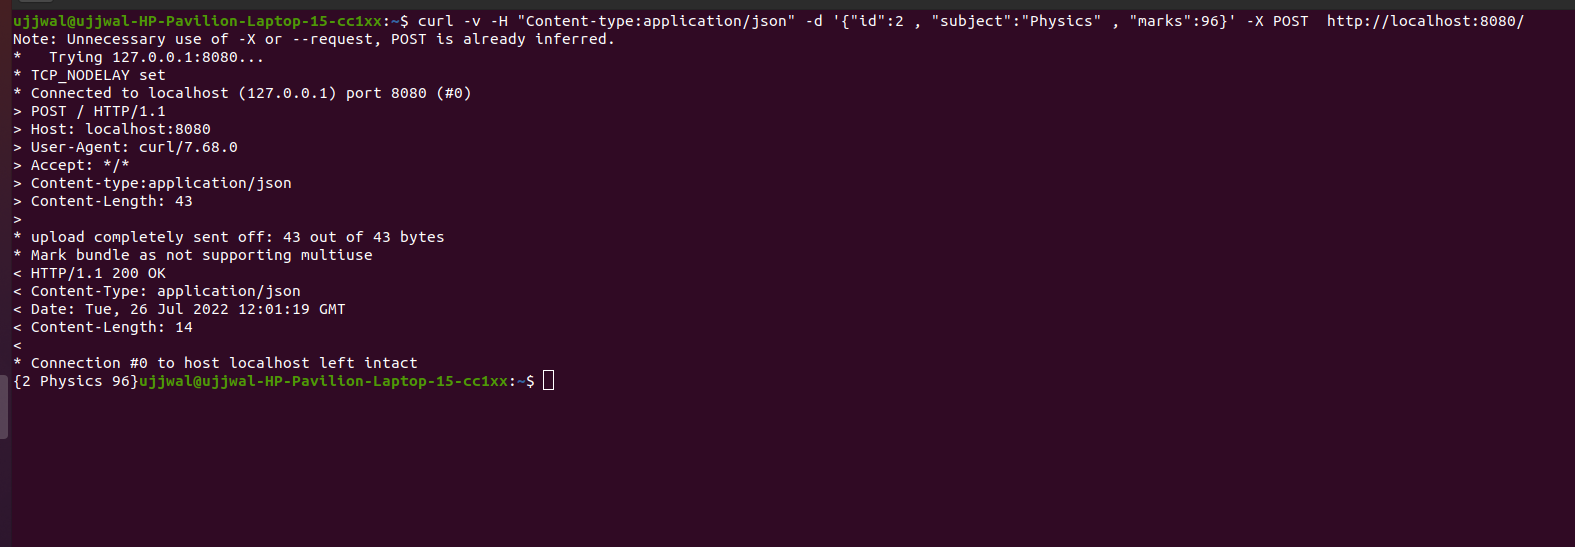 ujjwal@ujjwal-HP-Pavilion-Laptop-15-cc1xx:~$ curl -v -H "Content-type:application/json" -d '{"id":2 , "subject":"Physics" , "marks":96}' -X POST  http://localhost:8080/
Note: Unnecessary use of -X or --request, POST is already inferred.
*   Trying 127.0.0.1:8080...
* TCP_NODELAY set
* Connected to localhost (127.0.0.1) port 8080 (#0)
> POST / HTTP/1.1
> Host: localhost:8080
> User-Agent: curl/7.68.0
> Accept: */*
> Content-type:application/json
> Content-Length: 43
>
* upload completely sent off: 43 out of 43 bytes
* Mark bundle as not supporting multiuse
< HTTP/1.1 200 OK
< Content-Type: application/json
< Date: Tue, 26 Jul 2022 12:01:19 GMT
< Content-Length: 14
<
* Connection #0 to host localhost left intact
{2 Physics 96}ujjwal@ujjwal-HP-Pavilion-Laptop-15-cc1xx:~$